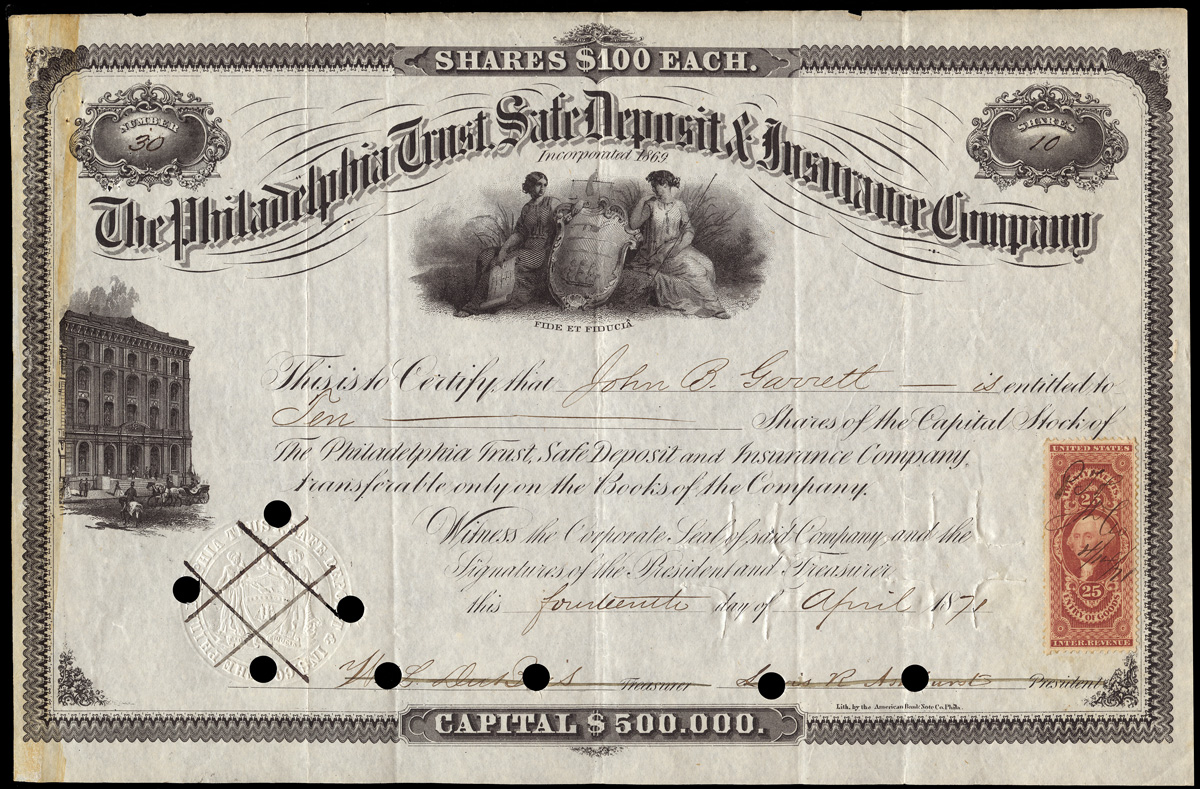 SHARES $100 EACH.
NUMBER
30
SHARES
10
The Philadelphia Trust, Safe Deposit & Insurance Company
Incorporated 1869
FIDE ET FIDUCIÂ
This is to Certify, that John B. Garrett is entitled to
Ten Shares of the Capital Stock of
The Philadelphia Trust, Safe Deposit and Insurance Company,
transferable only on the Books of the Company.
Witness the Corporate Seal of said Company, and the
Signatures of the President and Treasurer
this fourteenth day of April 1871
UNITED STATES
25
25
ENTRY OF GOODS
INTER. REVENUE
Treasurer
President
Lith. by the American Bank Note Co. Phila.
CAPITAL $500.000.